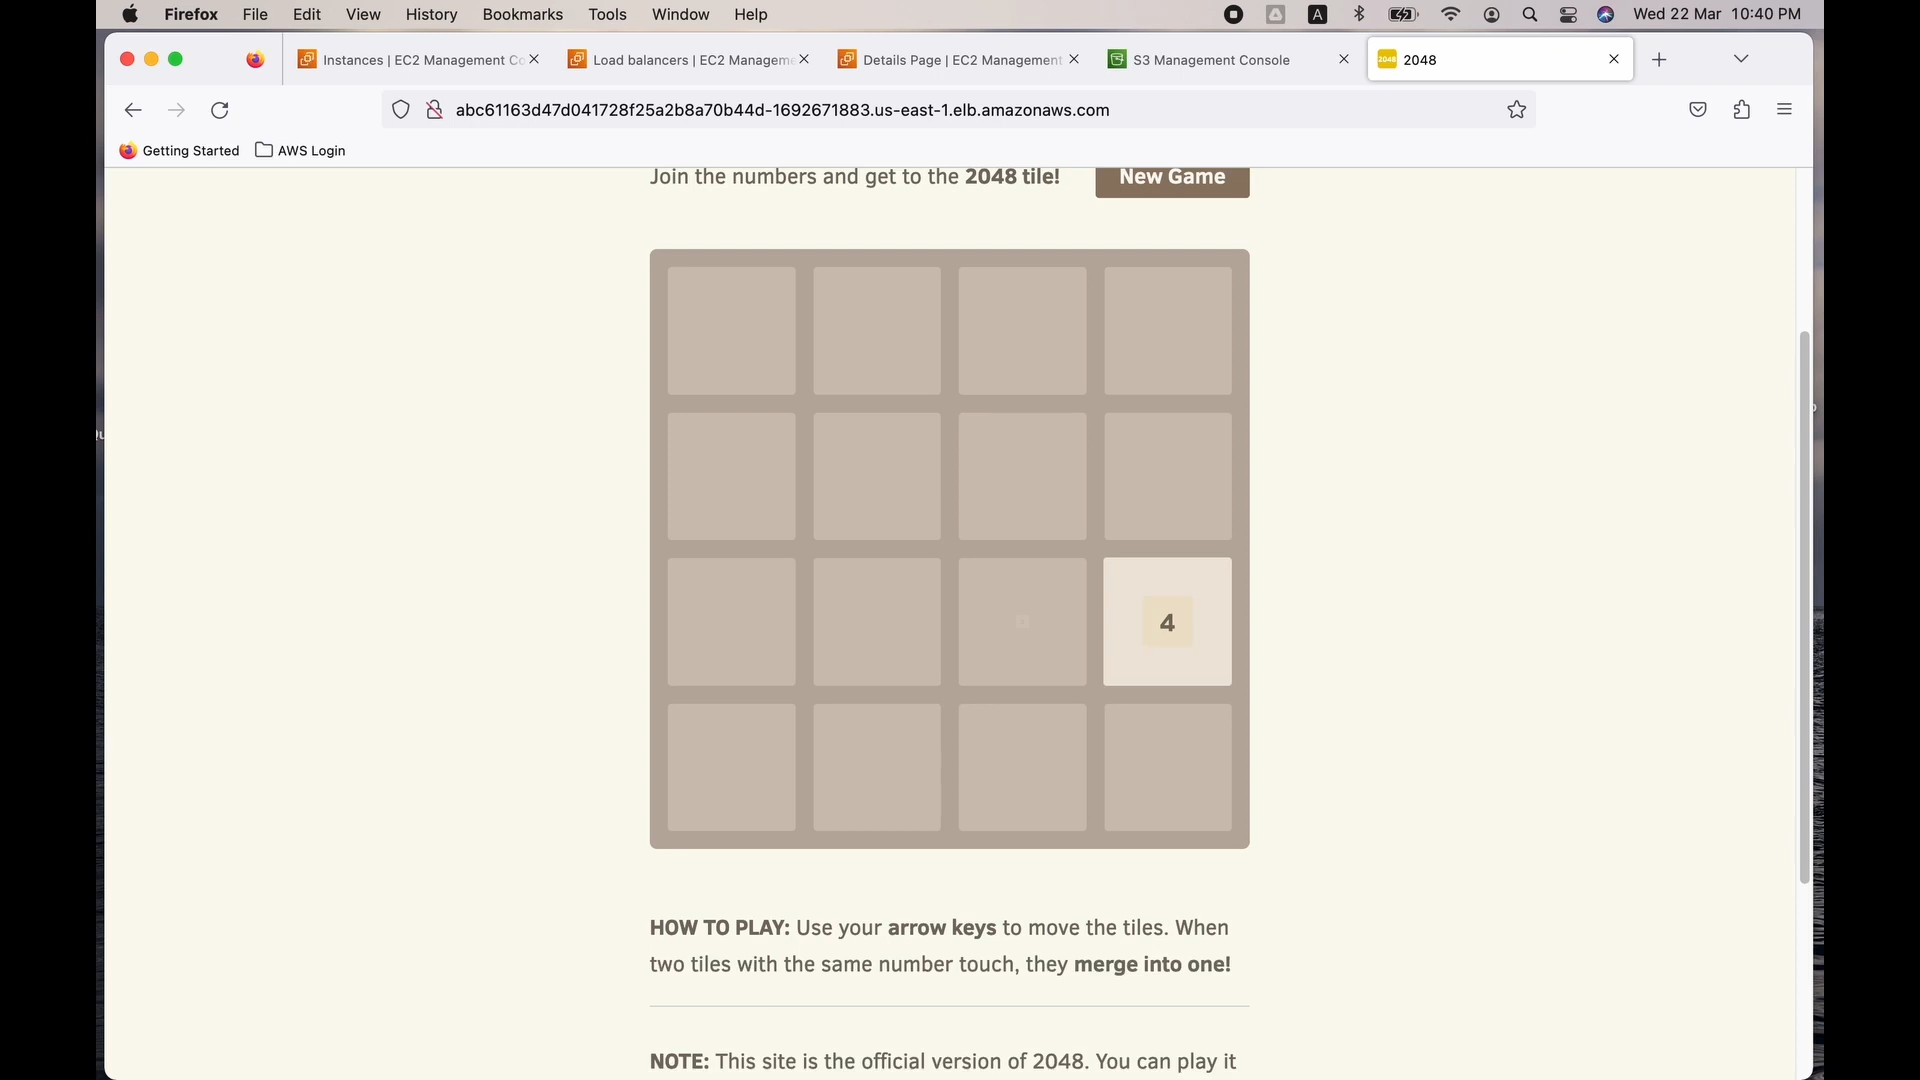 Firefox File Edit View History Bookmarks Tools Window Help A Wed 22 Mar 10:40 PM
Instances | EC2 Management Co Load balancers | EC2 Manageme Details Page | EC2 Management S3 Management Console 2048 2048
abc61163d47d041728f25a2b8a70b44d-1692671883.us-east-1.elb.amazonaws.com
Getting Started AWS Login
Join the numbers and get to the 2048 tile! New Game
4
HOW TO PLAY: Use your arrow keys to move the tiles. When
two tiles with the same number touch, they merge into one!
NOTE: This site is the official version of 2048. You can play it